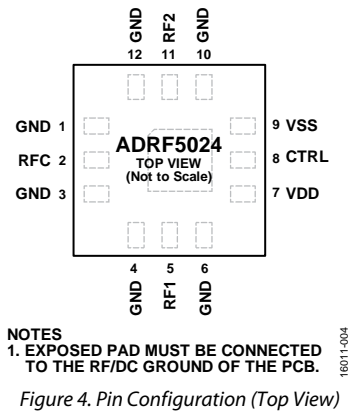 GND RF2 GND
12 11 10
GND 1
RFC 2
GND 3
ADRF5024
TOP VIEW
(Not to Scale)
9 VSS
8 CTRL
7 VDD
4 5 6
GND RF1 GND
NOTES
1. EXPOSED PAD MUST BE CONNECTED
TO THE RF/DC GROUND OF THE PCB.
16011-004
Figure 4. Pin Configuration (Top View)